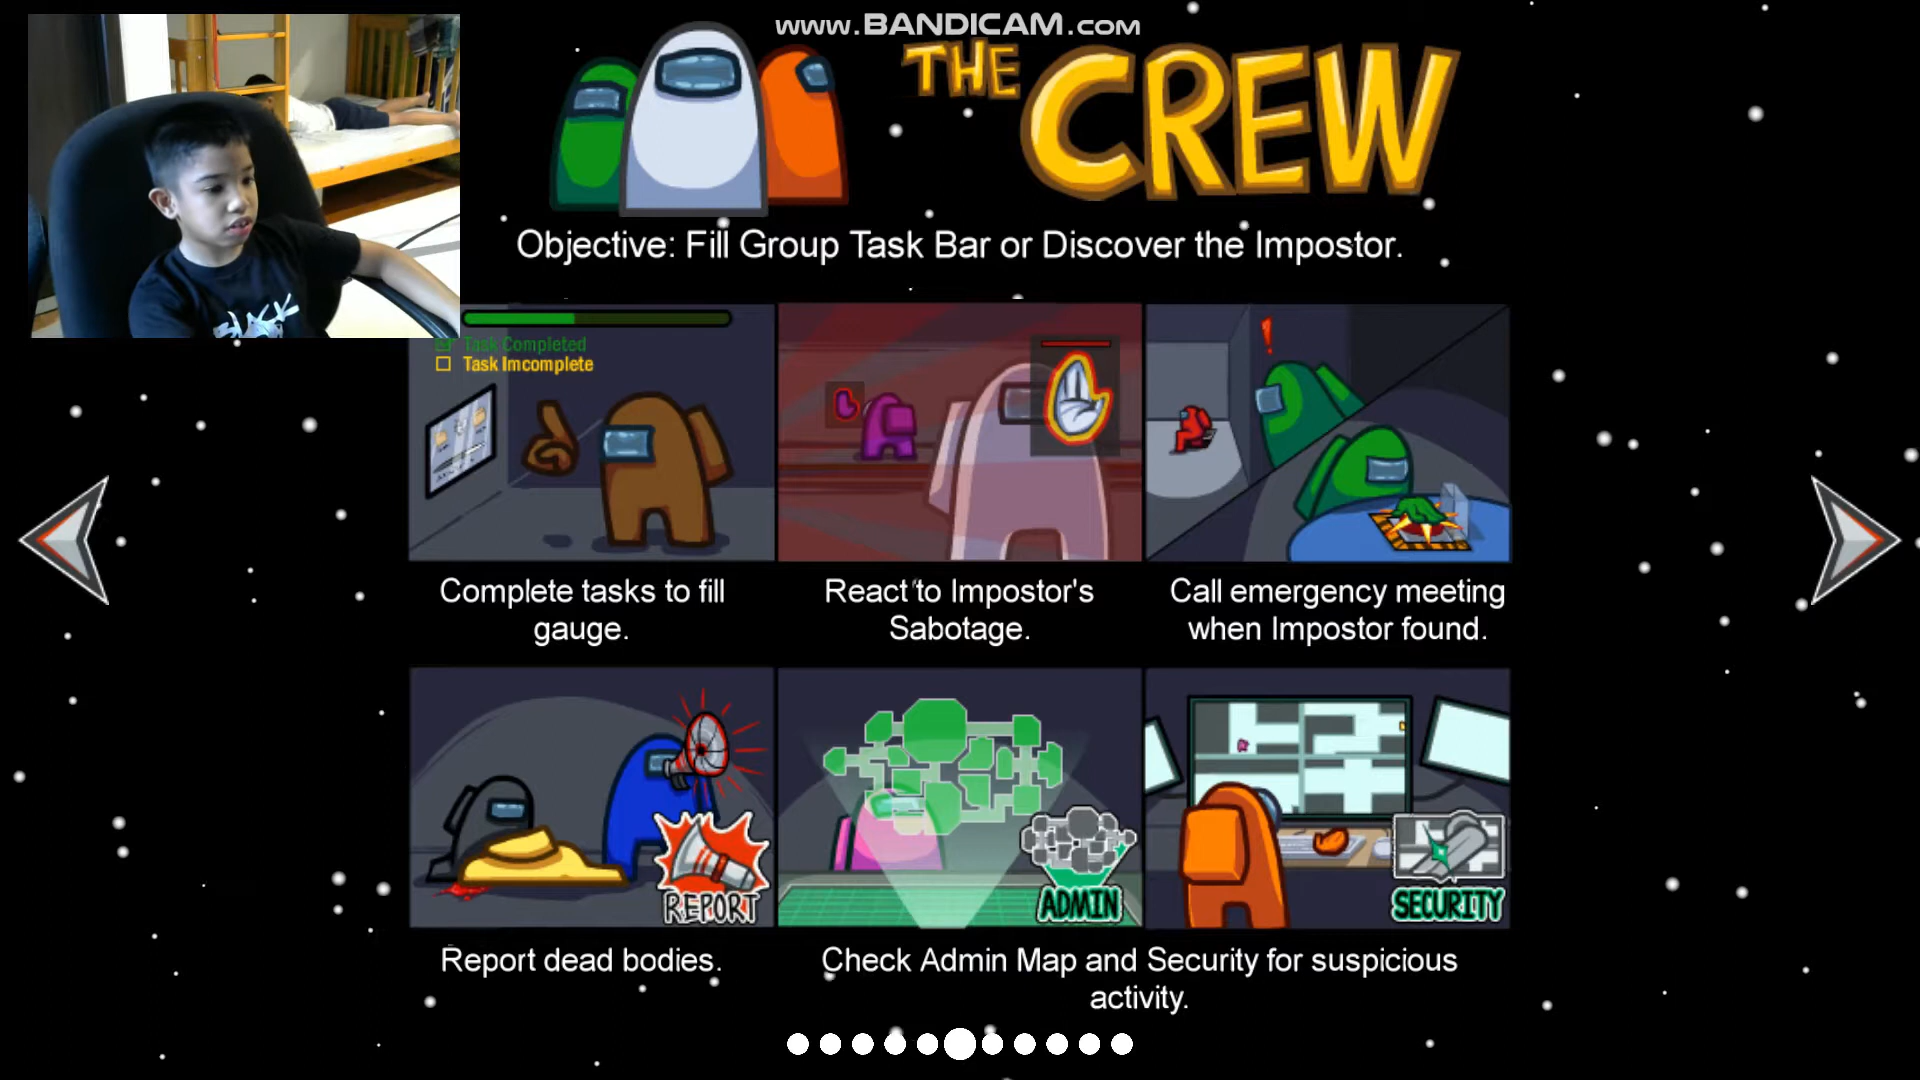 www.BANDICAM.com
THE CREW
Objective: Fill Group Task Bar or Discover the Impostor.
Task Completed
Task Imcomplete
Complete tasks to fill
gauge.
React to Impostor's
Sabotage.
Call emergency meeting
when Impostor found.
REPORT
ADMIN
SECURITY
Report dead bodies.
Check Admin Map and Security for suspicious
activity.